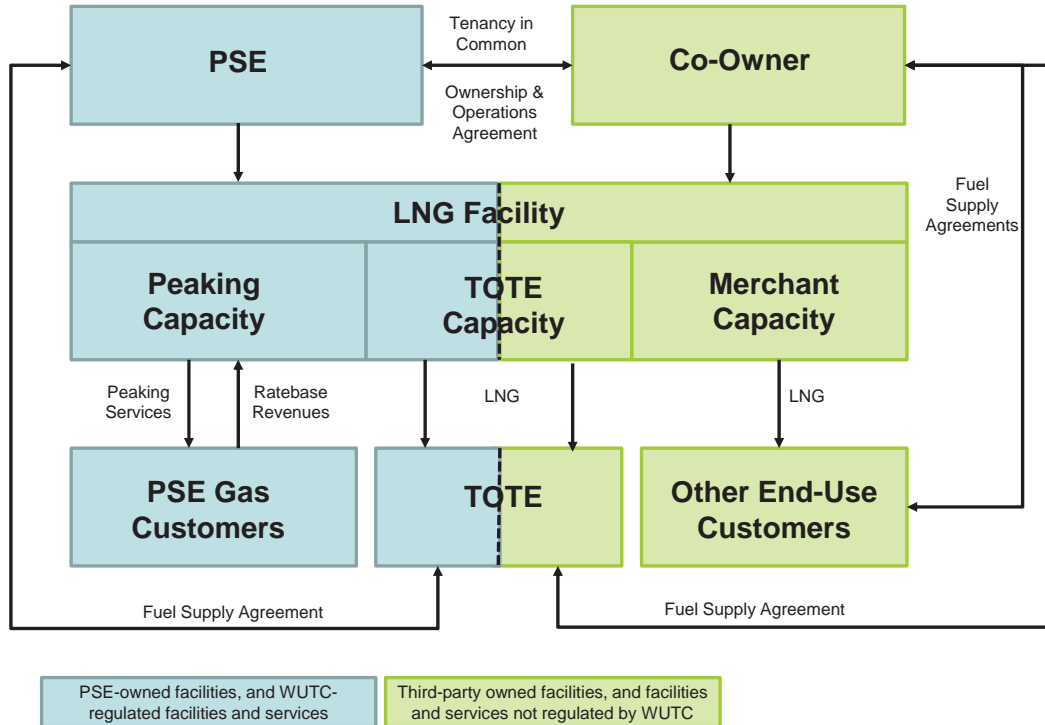 PSE
Tenancy in
Common
Co-Owner
Ownership &
Operations
Agreement
Fuel
Supply
Agreements
LNG Facility
Peaking
Capacity
TOTE
Capacity
Merchant
Capacity
Peaking
Services
Ratebase
Revenues
LNG
LNG
PSE Gas
Customers
TOTE
Other End-Use
Customers
Fuel Supply Agreement
Fuel Supply Agreement
PSE-owned facilities, and WUTC-
regulated facilities and services
Third-party owned facilities, and facilities
and services not regulated by WUTC